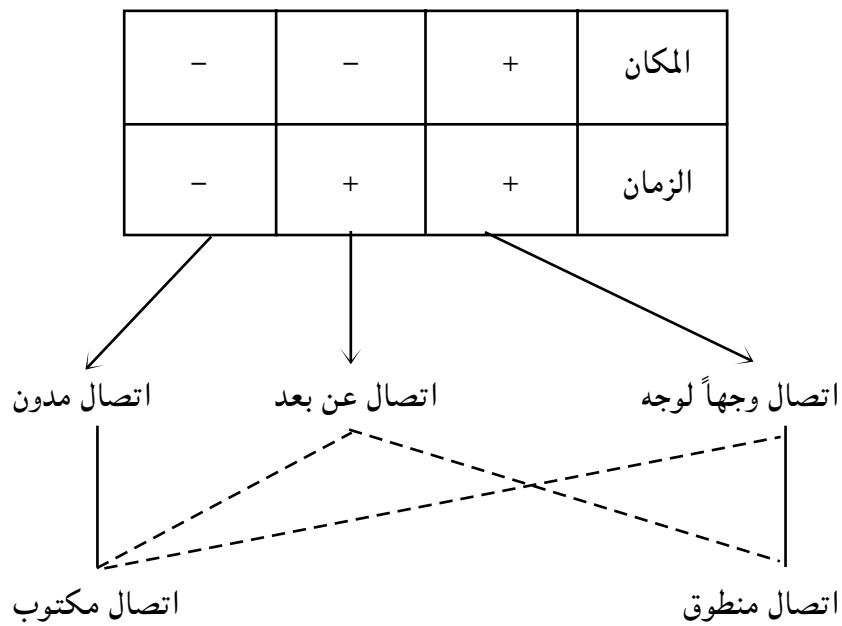 المكان + − −
الزمان + + −
اتصال وجهاً لوجه اتصال عن بعد اتصال مدون
اتصال منطوق اتصال مكتوب